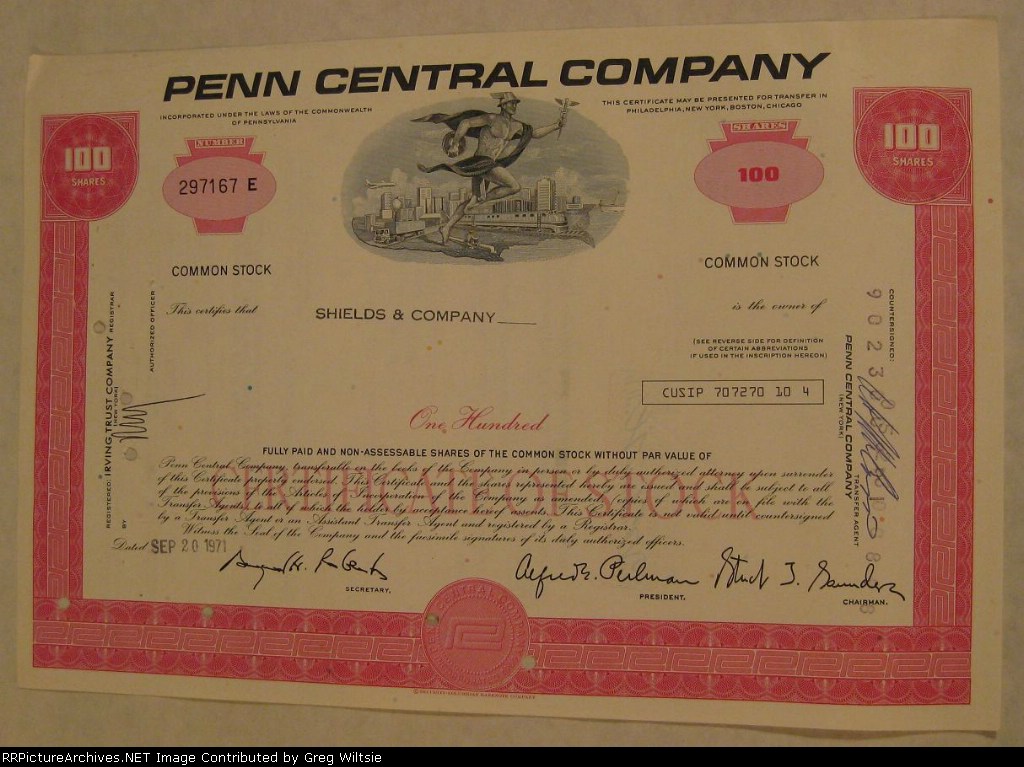 PENN CENTRAL COMPANY
INCORPORATED UNDER THE LAWS OF THE COMMONWEALTH
OF PENNSYLVANIA
THIS CERTIFICATE MAY BE PRESENTED FOR TRANSFER IN
PHILADELPHIA, NEW YORK, BOSTON, CHICAGO
100
SHARES
NUMBER
297167 E
SHARES
100
100
SHARES
COMMON STOCK
COMMON STOCK
This certifies that
SHIELDS & COMPANY
is the owner of
(SEE REVERSE SIDE FOR DEFINITION
OF CERTAIN ABBREVIATIONS
IF USED IN THE INSCRIPTION HEREON)
CUSIP 707270 10 4
One Hundred
FULLY PAID AND NON-ASSESSABLE SHARES OF THE COMMON STOCK WITHOUT PAR VALUE OF
Penn Central Company, transferable on the books of the Company in person or by duly authorized attorney upon surrender
of this Certificate properly endorsed. This Certificate and the shares represented hereby are issued and shall be subject to all
of the provisions of the Articles of Incorporation of the Company as amended (copies of which are on file with the
Transfer Agent), to all of which the holder by acceptance hereof assents. This Certificate is not valid until countersigned
by a Transfer Agent or an Assistant Transfer Agent and registered by a Registrar.
Witness the Seal of the Company and the facsimile signatures of its duly authorized officers.
Dated SEP 20 1971
SECRETARY.
Alfred E. Perlman
PRESIDENT.
Stuart T. Saunders
CHAIRMAN.
REGISTERED:
IRVING TRUST COMPANY
(NEW YORK)
REGISTRAR
BY
AUTHORIZED OFFICER
COUNTERSIGNED:
PENN CENTRAL COMPANY
(NEW YORK)
TRANSFER AGENT
9023
RRPictureArchives.NET Image Contributed by Greg Wiltsie